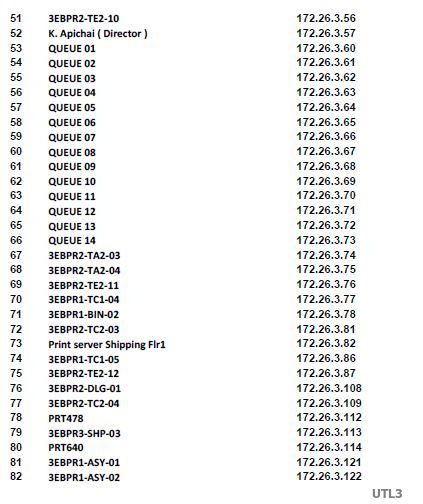 51 3EBPR2-TE2-10 172.26.3.56
52 K. Apichai ( Director ) 172.26.3.57
53 QUEUE 01 172.26.3.60
54 QUEUE 02 172.26.3.61
55 QUEUE 03 172.26.3.62
56 QUEUE 04 172.26.3.63
57 QUEUE 05 172.26.3.64
58 QUEUE 06 172.26.3.65
59 QUEUE 07 172.26.3.66
60 QUEUE 08 172.26.3.67
61 QUEUE 09 172.26.3.68
62 QUEUE 10 172.26.3.69
63 QUEUE 11 172.26.3.70
64 QUEUE 12 172.26.3.71
65 QUEUE 13 172.26.3.72
66 QUEUE 14 172.26.3.73
67 3EBPR2-TA2-03 172.26.3.74
68 3EBPR2-TA2-04 172.26.3.75
69 3EBPR2-TE2-11 172.26.3.76
70 3EBPR1-TC1-04 172.26.3.77
71 3EBPR1-BIN-02 172.26.3.78
72 3EBPR2-TC2-03 172.26.3.81
73 Print server Shipping Flr1 172.26.3.82
74 3EBPR1-TC1-05 172.26.3.86
75 3EBPR2-TE2-12 172.26.3.87
76 3EBPR2-DLG-01 172.26.3.108
77 3EBPR2-TC2-04 172.26.3.109
78 PRT478 172.26.3.112
79 3EBPR3-SHP-03 172.26.3.113
80 PRT640 172.26.3.114
81 3EBPR1-ASY-01 172.26.3.121
82 3EBPR1-ASY-02 172.26.3.122
UTL3